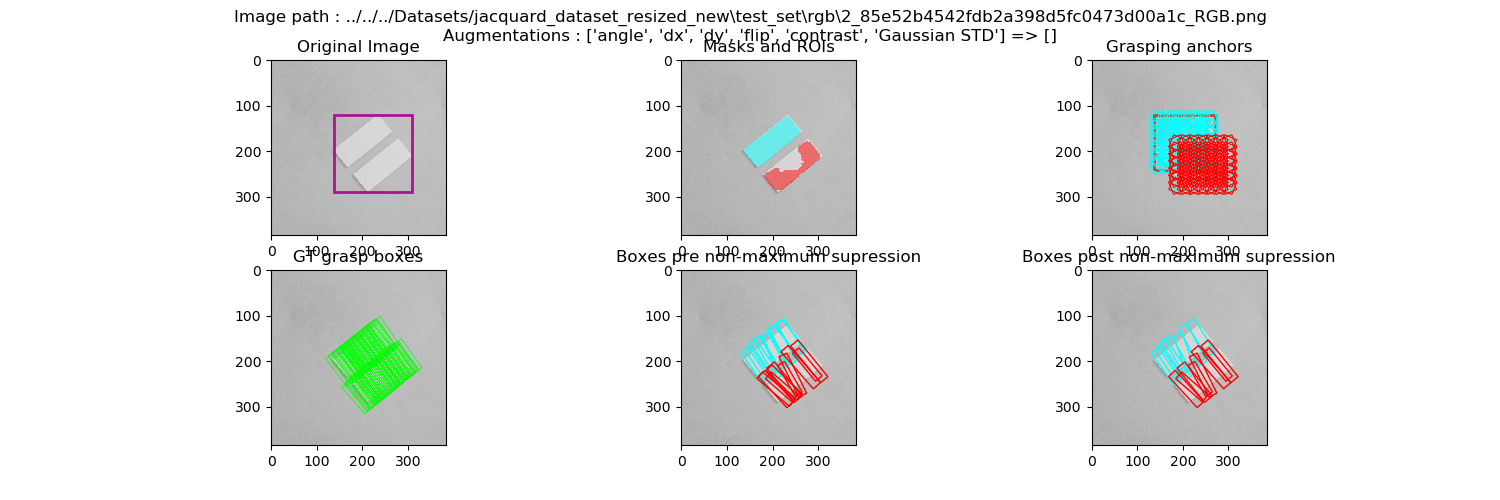 Image path : ../../../Datasets/jacquard_dataset_resized_new\test_set\rgb\2_85e52b4542fdb2a398d5fc0473d00a1c_RGB.png
Augmentations : ['angle', 'dx', 'dy', 'flip', 'contrast', 'Gaussian STD'] => []
Original Image
Masks and ROIs
Grasping anchors
0
100
200
300
0 100 200 300
0
100
200
300
0 100 200 300
0
100
200
300
0 100 200 300
GT grasp boxes
Boxes pre non-maximum supression
Boxes post non-maximum supression
0
100
200
300
0 100 200 300
0
100
200
300
0 100 200 300
0
100
200
300
0 100 200 300